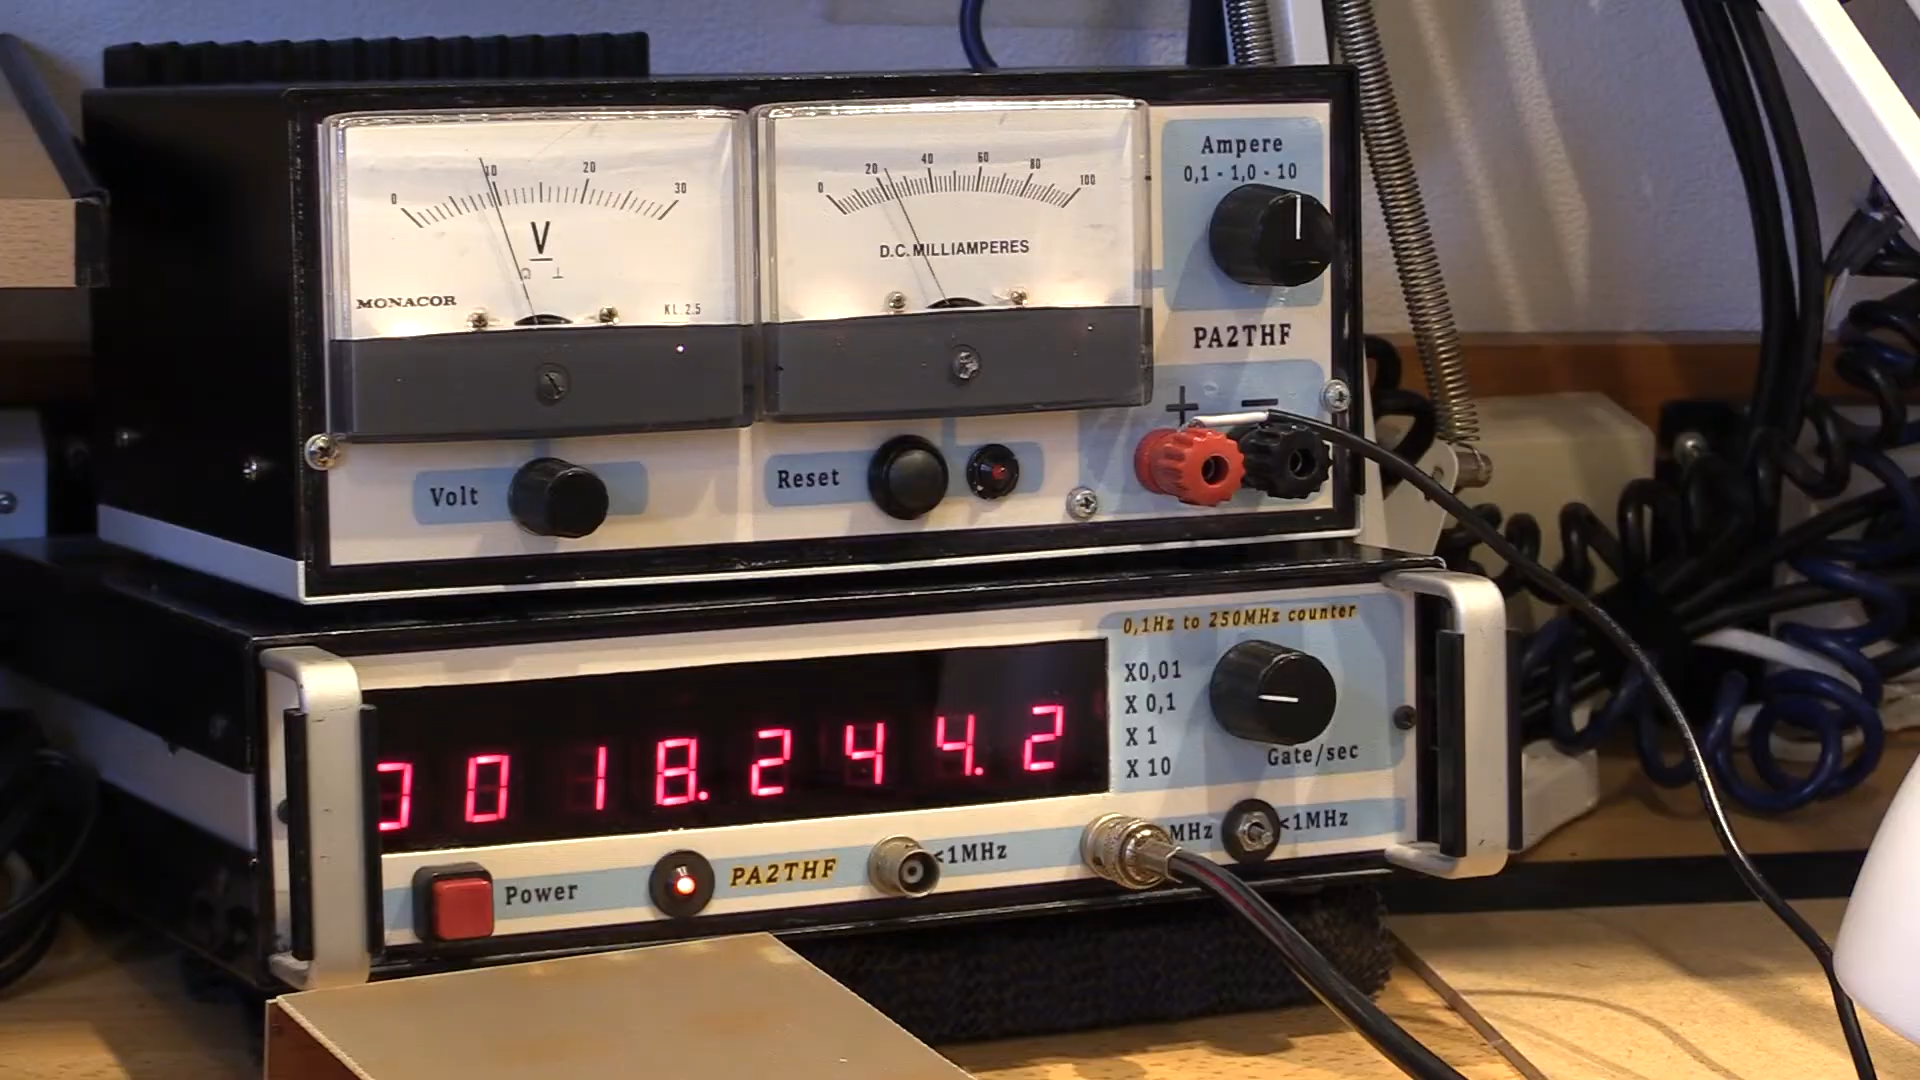 0 10 20 30
V
Ω ⊥
MONACOR
KL. 2.5
0 20 40 60 80 100
D.C. MILLIAMPERES
Ampere
0,1 - 1,0 - 10
PA2THF
+ −
Volt
Reset
0,1Hz to 250MHz counter
X0,01
X 0,1
X 1
X 10
Gate/sec
0018.244.2
Power
PA2THF
<1MHz
MHz
<1MHz